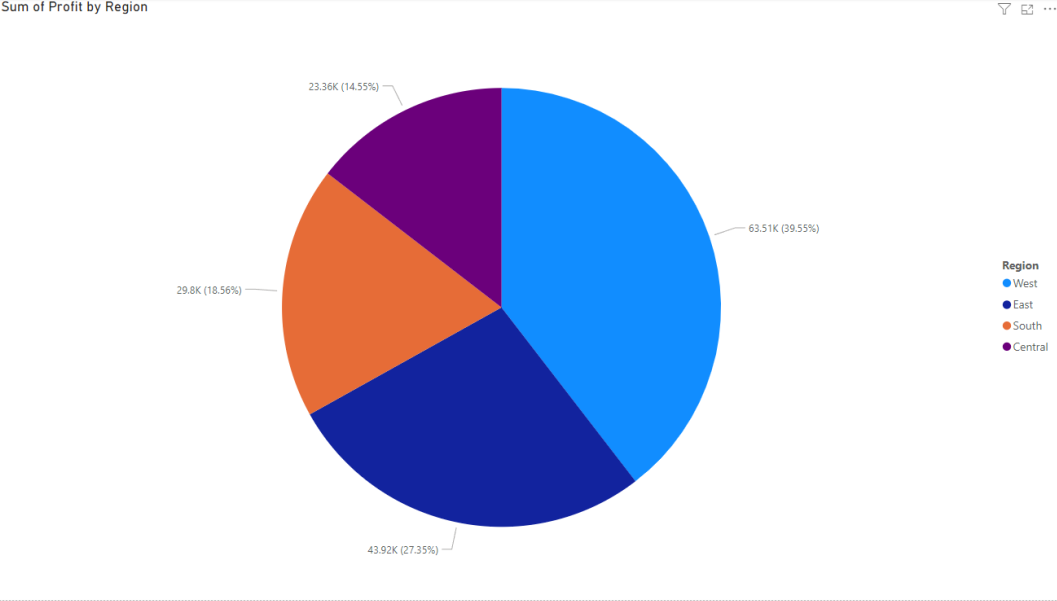 Sum of Profit by Region
23.36K (14.55%)
63.51K (39.55%)
29.8K (18.56%)
43.92K (27.35%)
Region
West
East
South
Central